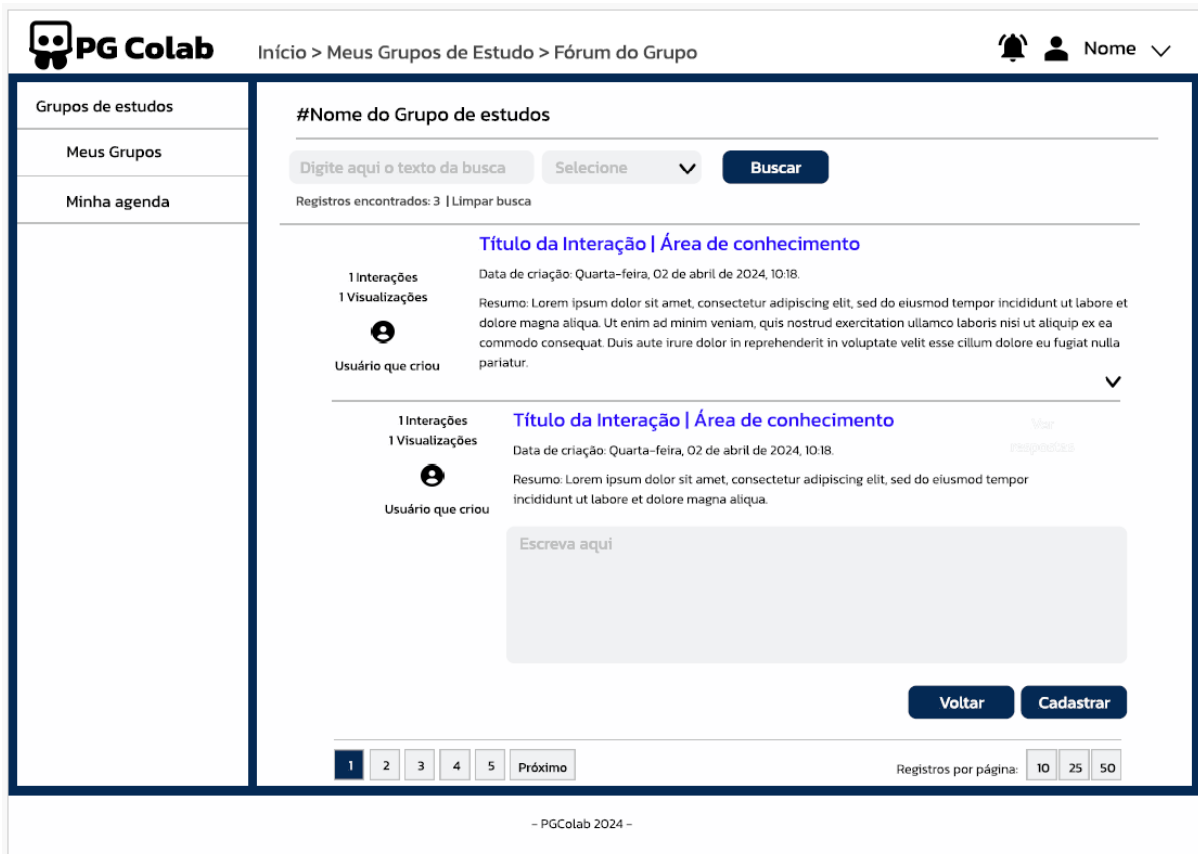 PG Colab
Início > Meus Grupos de Estudo > Fórum do Grupo
Nome
Grupos de estudos
Meus Grupos
Minha agenda
#Nome do Grupo de estudos
Digite aqui o texto da busca
Selecione
Buscar
Registros encontrados: 3 | Limpar busca
1 Interações
1 Visualizações
Usuário que criou
Título da Interação | Área de conhecimento
Data de criação: Quarta-feira, 02 de abril de 2024, 10:18.
Resumo: Lorem ipsum dolor sit amet, consectetur adipiscing elit, sed do eiusmod tempor incididunt ut labore et
dolore magna aliqua. Ut enim ad minim veniam, quis nostrud exercitation ullamco laboris nisi ut aliquip ex ea
commodo consequat. Duis aute irure dolor in reprehenderit in voluptate velit esse cillum dolore eu fugiat nulla
pariatur.
1 Interações
1 Visualizações
Usuário que criou
Título da Interação | Área de conhecimento
Ver
respostas
Data de criação: Quarta-feira, 02 de abril de 2024, 10:18.
Resumo: Lorem ipsum dolor sit amet, consectetur adipiscing elit, sed do eiusmod tempor
incididunt ut labore et dolore magna aliqua.
Escreva aqui
Voltar
Cadastrar
1 2 3 4 5 Próximo
Registros por página: 10 25 50
- PGColab 2024 -